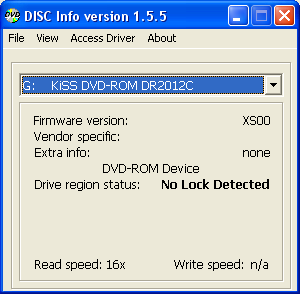 DVD DISC Info version 1.5.5
File View Access Driver About
G: KiSS DVD-ROM DR2012C
Firmware version: XS00
Vendor specific:
Extra info: none
DVD-ROM Device
Drive region status: No Lock Detected
Read speed: 16x Write speed: n/a